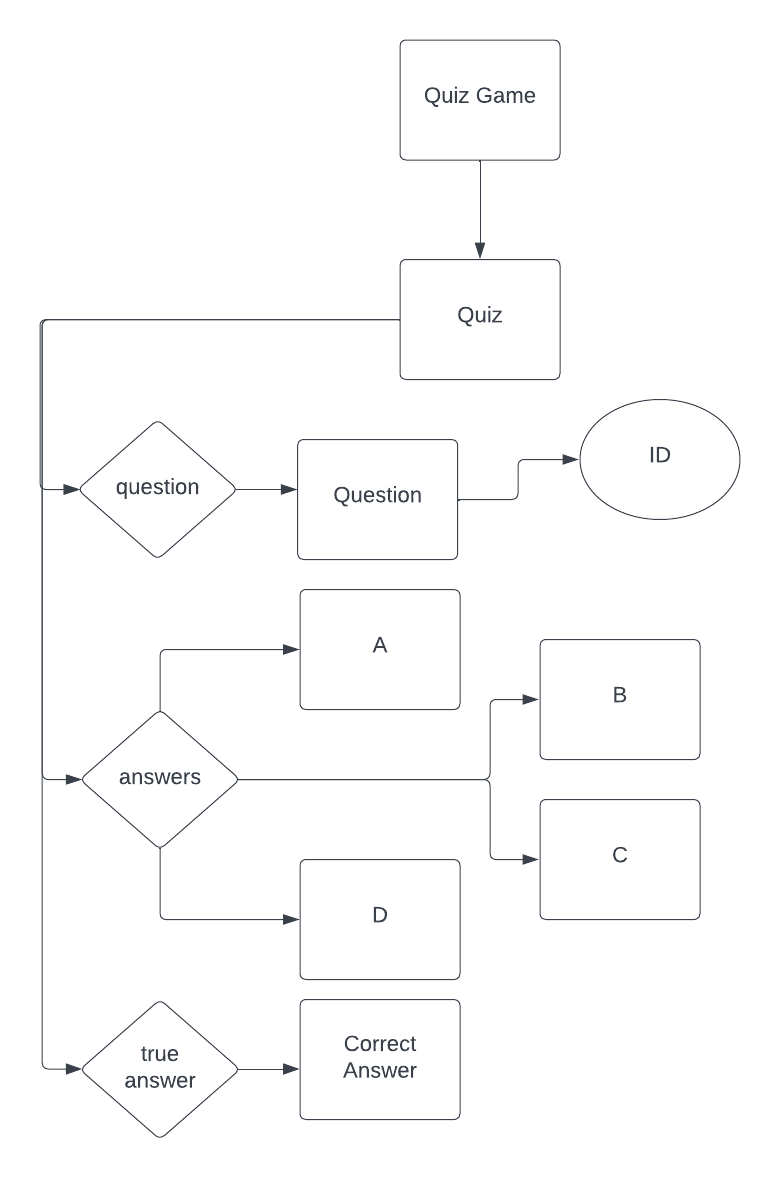 Quiz Game
Quiz
question
Question
ID
A
B
answers
C
D
true
answer
Correct
Answer